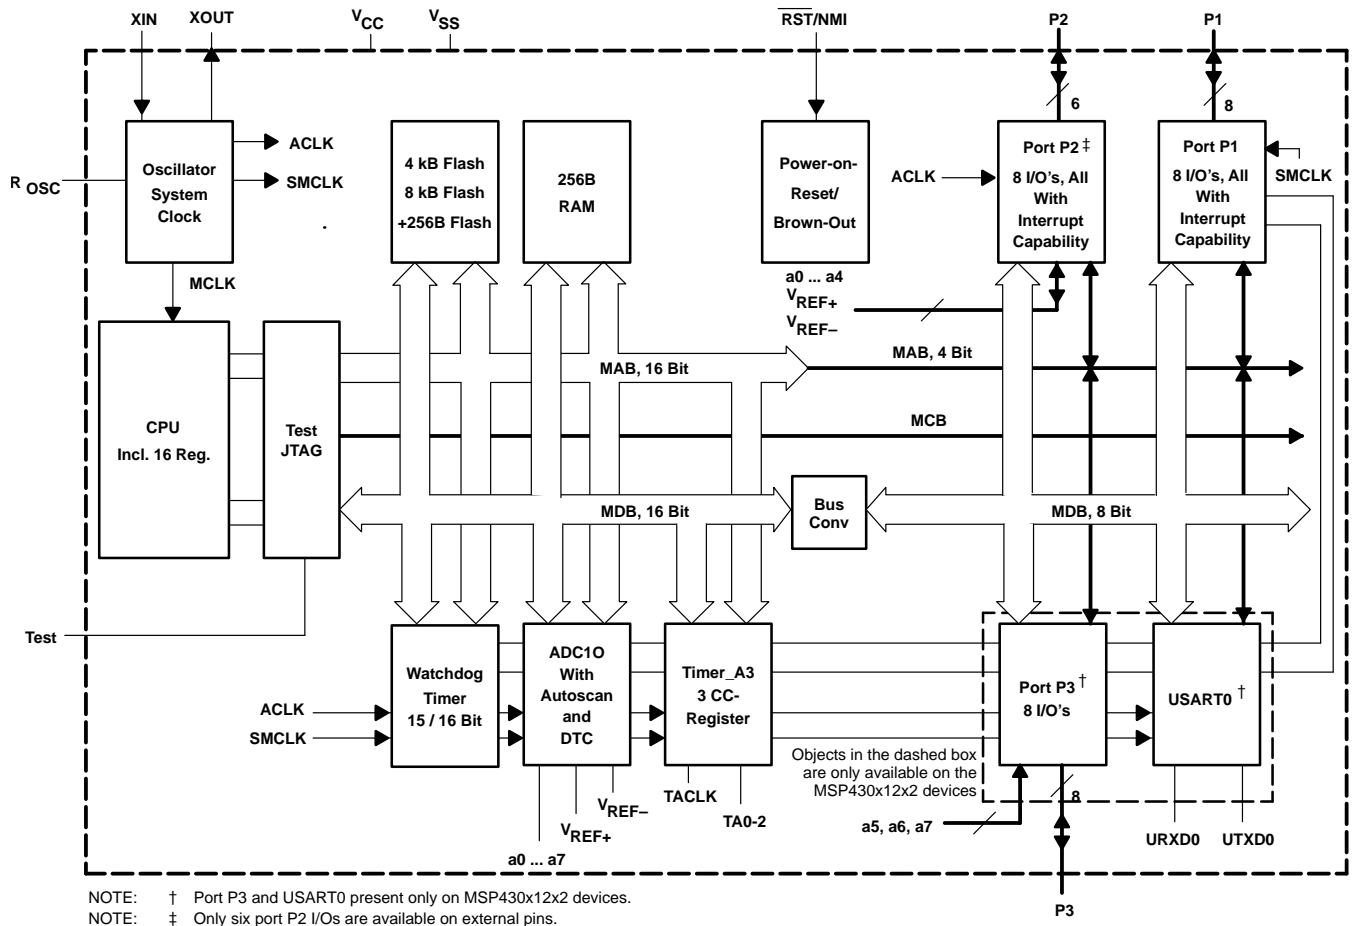 XIN
XOUT
VCC
VSS
RST/NMI
P2
P1
6
8
Oscillator
System
Clock
ACLK
SMCLK
ROSC
MCLK
4 kB Flash
8 kB Flash
+256B Flash
256B
RAM
Power-on-
Reset/
Brown-Out
ACLK
Port P2‡
8 I/O's, All
With
Interrupt
Capability
Port P1
8 I/O's, All
With
Interrupt
Capability
SMCLK
a0 ... a4
VREF+
VREF–
CPU
Incl. 16 Reg.
Test
JTAG
MAB, 16 Bit
MAB, 4 Bit
MCB
MDB, 16 Bit
Bus
Conv
MDB, 8 Bit
Test
ACLK
SMCLK
Watchdog
Timer
15 / 16 Bit
ADC1O
With
Autoscan
and
DTC
Timer_A3
3 CC-
Register
Port P3†
8 I/O's
USART0†
Objects in the dashed box
are only available on the
MSP430x12x2 devices
a0 ... a7
VREF+
VREF–
TACLK
TA0-2
a5, a6, a7
8
P3
URXD0
UTXD0
NOTE: † Port P3 and USART0 present only on MSP430x12x2 devices.
NOTE: ‡ Only six port P2 I/Os are available on external pins.